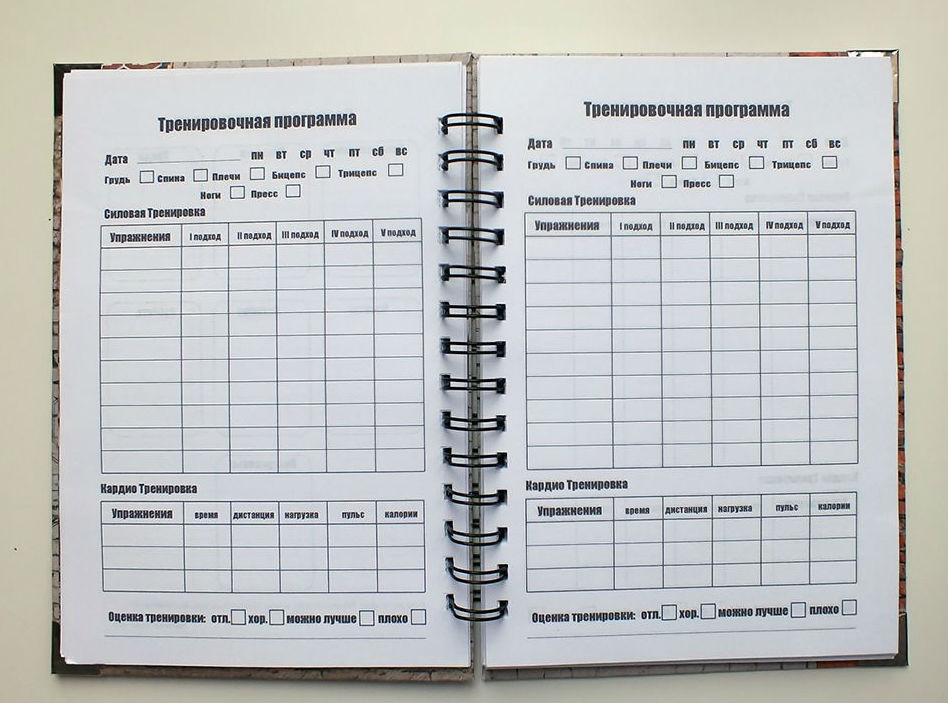 Тренировочная программа
Дата пн вт ср чт пт сб вс
Грудь Спина Плечи Бицепс Трицепс
Ноги Пресс
Силовая Тренировка
Упражнения I подход II подход III подход IV подход V подход
Кардио Тренировка
Упражнения время дистанция нагрузка пульс калории
Оценка тренировки: отл. хор. можно лучше плохо
Тренировочная программа
Дата пн вт ср чт пт сб вс
Грудь Спина Плечи Бицепс Трицепс
Ноги Пресс
Силовая Тренировка
Упражнения I подход II подход III подход IV подход V подход
Кардио Тренировка
Упражнения время дистанция нагрузка пульс калории
Оценка тренировки: отл. хор. можно лучше плохо